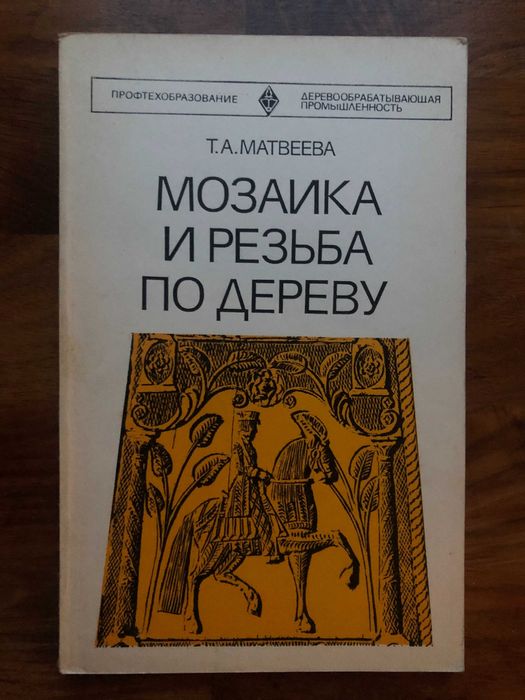 ПРОФТЕХОБРАЗОВАНИЕ
ДЕРЕВООБРАБАТЫВАЮЩАЯ
ПРОМЫШЛЕННОСТЬ
Т.А.МАТВЕЕВА
МОЗАИКА
И РЕЗЬБА
ПО ДЕРЕВУ